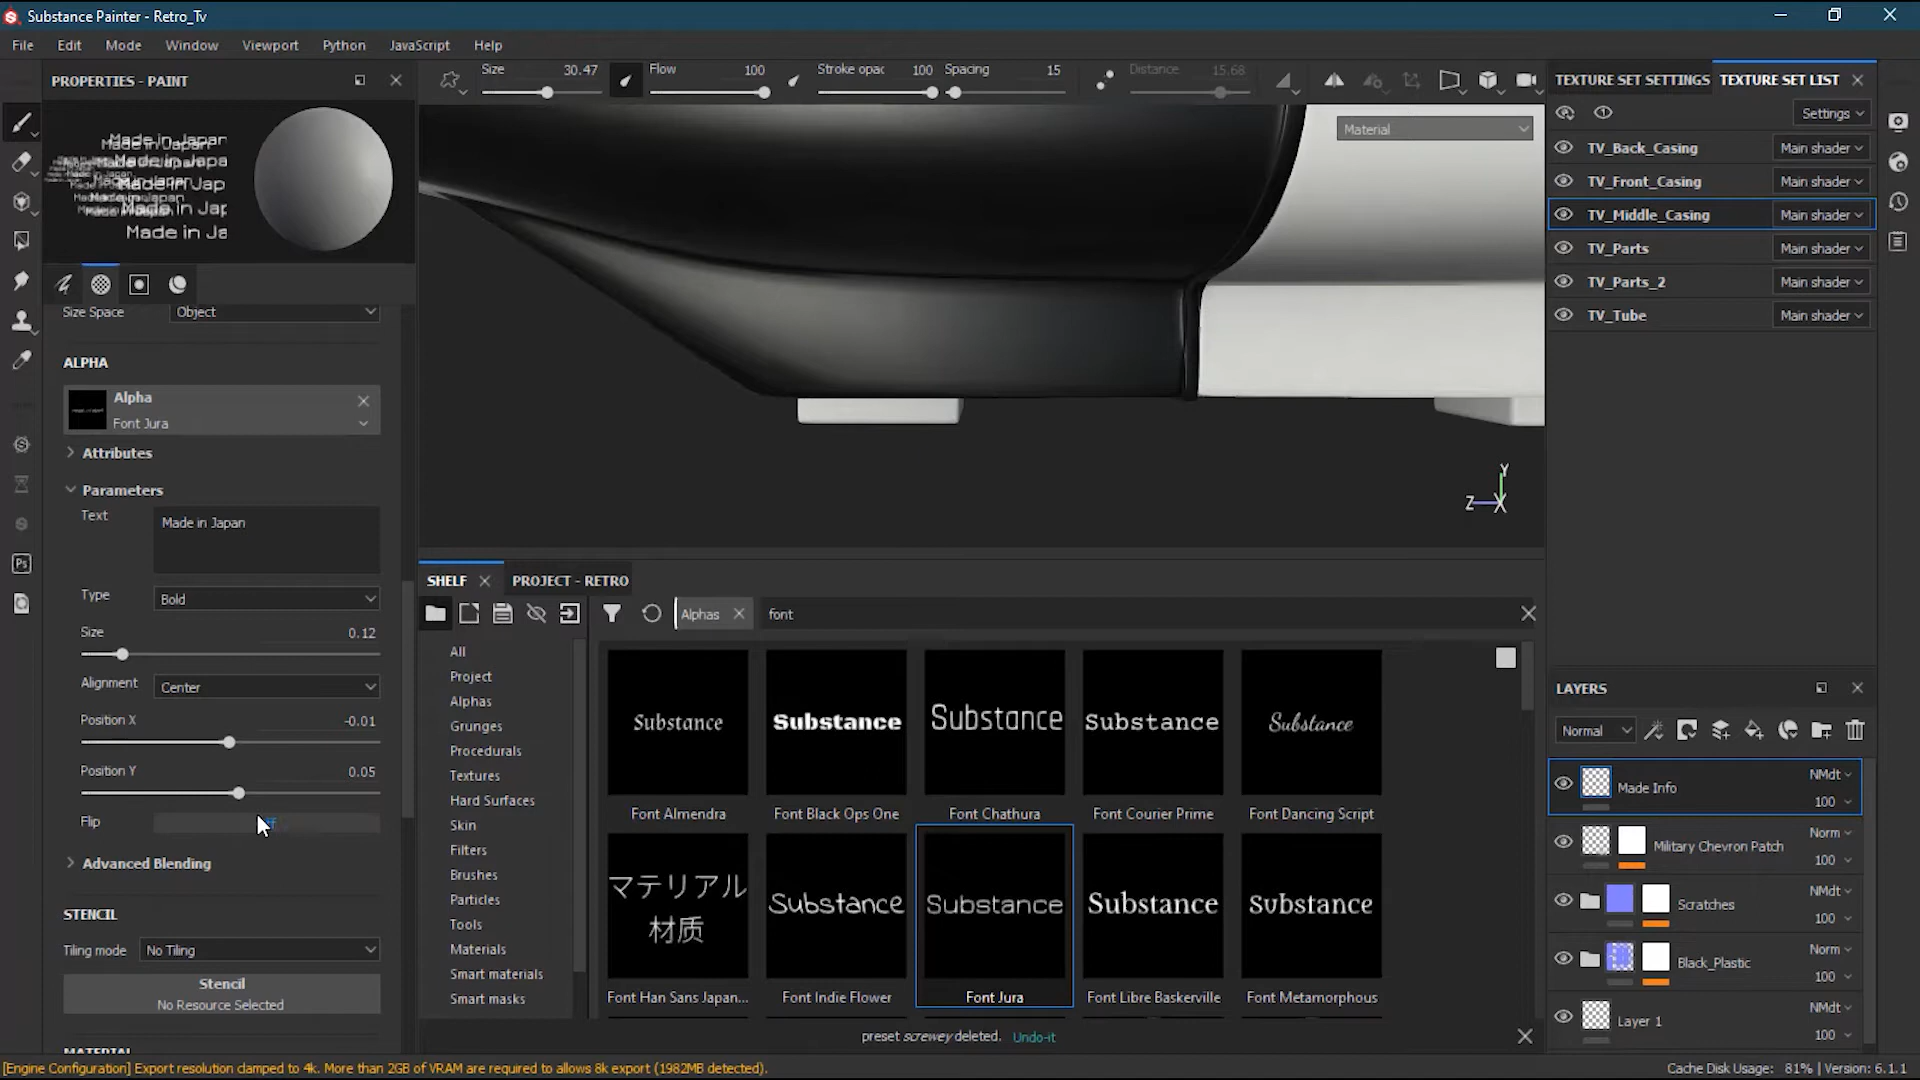 Substance Painter - Retro_Tv
File Edit Mode Window Viewport Python JavaScript Help
PROPERTIES - PAINT
Size 30.47 Flow 100 Stroke opac 100 Spacing 15 Distance 15.68
TEXTURE SET SETTINGS TEXTURE SET LIST
Settings
Material
TV_Back_Casing Main shader
TV_Front_Casing Main shader
TV_Middle_Casing Main shader
TV_Parts Main shader
TV_Parts_2 Main shader
TV_Tube Main shader
Made in Japan
Made in Japa
Made in Jap
Made in Jap
Made in Ja
Size Space Object
ALPHA
Alpha
Font Jura
Attributes
Parameters
Text Made in Japan
Type Bold
Size 0.12
Alignment Center
Position X -0.01
Position Y 0.05
Flip
Advanced Blending
STENCIL
Tiling mode No Tiling
Stencil
No Resource Selected
MATERIAL
Y
Z X
SHELF PROJECT - RETRO
Ps
Alphas font
All
Project
Alphas
Grunges
Procedurals
Textures
Hard Surfaces
Skin
Filters
Brushes
Particles
Tools
Materials
Smart materials
Smart masks
Substance Substance Substance Substance Substance
Font Almendra Font Black Ops One Font Chathura Font Courier Prime Font Dancing Script
マテリアル
材质
Substance Substance Substance Substance
Font Han Sans Japan... Font Indie Flower Font Jura Font Libre Baskerville Font Metamorphous
preset screwey deleted. Undo-it
LAYERS
Normal
Made Info NMdt 100
Military Chevron Patch Norm 100
Scratches NMdt 100
Black_Plastic Norm 100
Layer 1 NMdt 100
[Engine Configuration] Export resolution clamped to 4k. More than 2GB of VRAM are required to allows 8k export (1982MB detected).
Cache Disk Usage: 81% | Version: 6.1.1